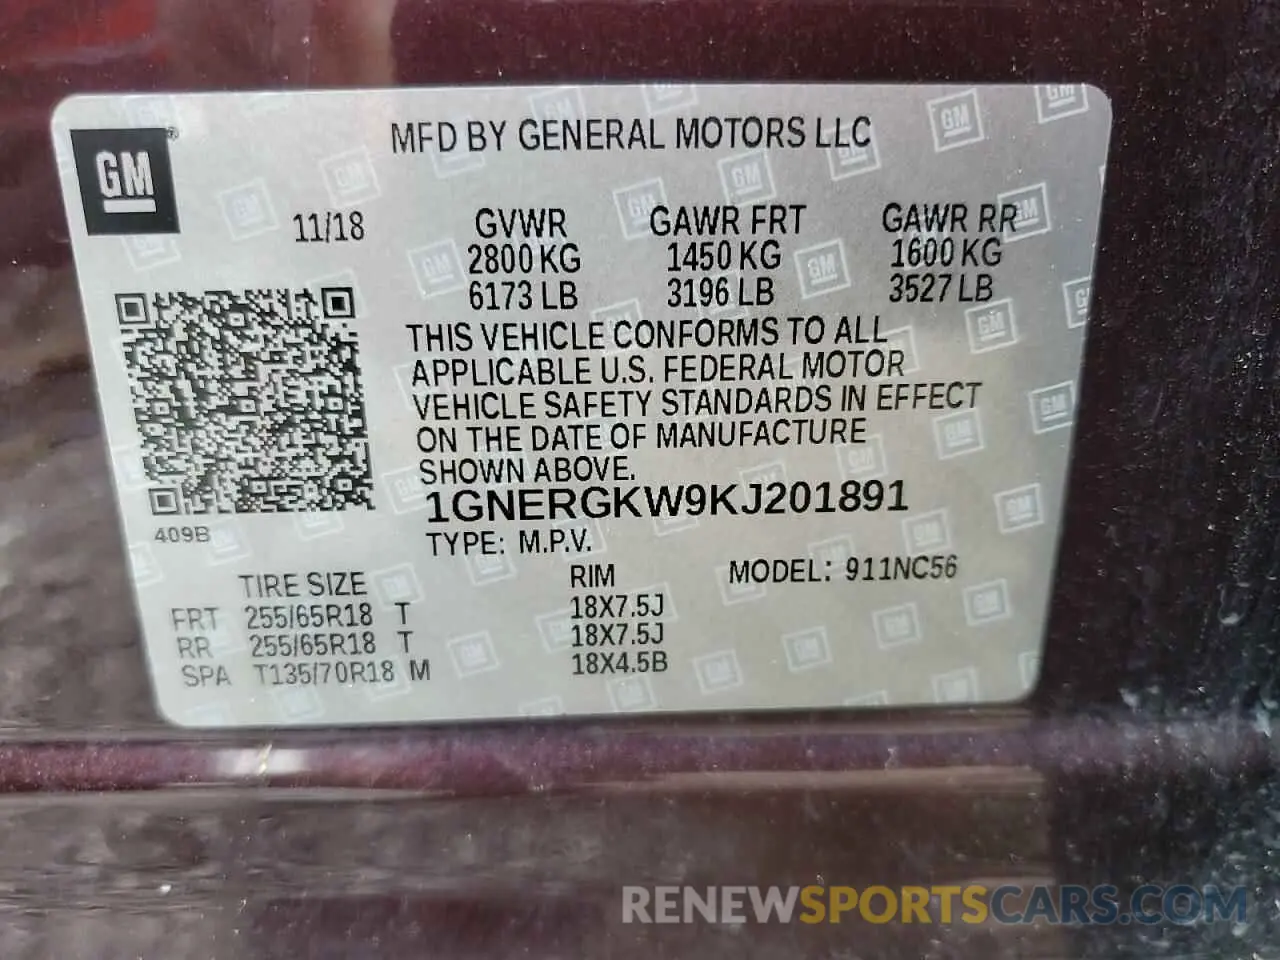 MFD BY GENERAL MOTORS LLC
GM ®
11/18 GVWR GAWR FRT GAWR RR
2800 KG 1450 KG 1600 KG
6173 LB 3196 LB 3527 LB
THIS VEHICLE CONFORMS TO ALL
APPLICABLE U.S. FEDERAL MOTOR
VEHICLE SAFETY STANDARDS IN EFFECT
ON THE DATE OF MANUFACTURE
SHOWN ABOVE.
1GNERGKW9KJ201891
409B
TYPE: M.P.V.
TIRE SIZE RIM MODEL: 911NC56
FRT 255/65R18 T 18X7.5J
RR 255/65R18 T 18X7.5J
SPA T135/70R18 M 18X4.5B
RENEWSPORTSCARS.COM